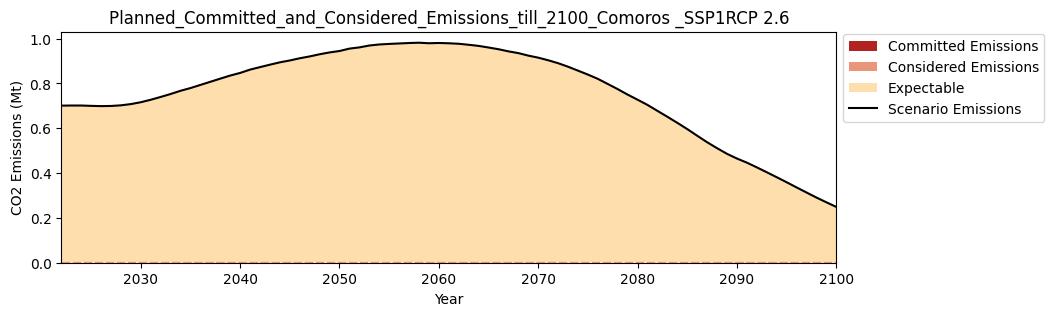 Planned_Committed_and_Considered_Emissions_till_2100_Comoros _SSP1RCP 2.6
1.0
0.8
0.6
0.4
0.2
0.0
CO2 Emissions (Mt)
2030 2040 2050 2060 2070 2080 2090 2100
Year
Committed Emissions
Considered Emissions
Expectable
Scenario Emissions